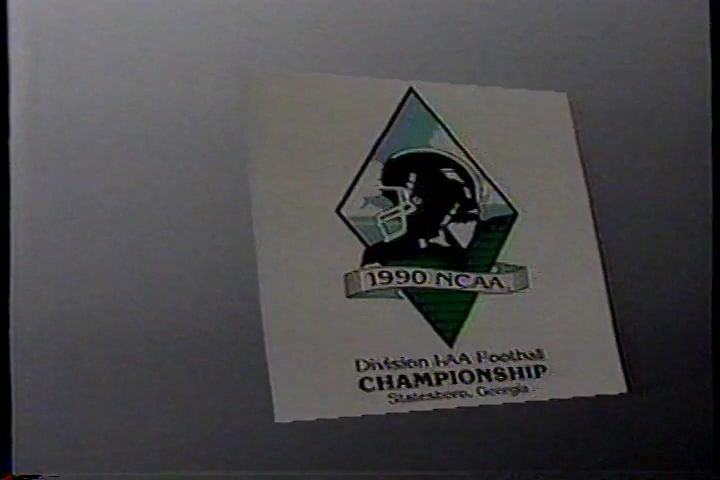 1990 NCAA
Division I-AA Football
CHAMPIONSHIP
Statesboro, Georgia